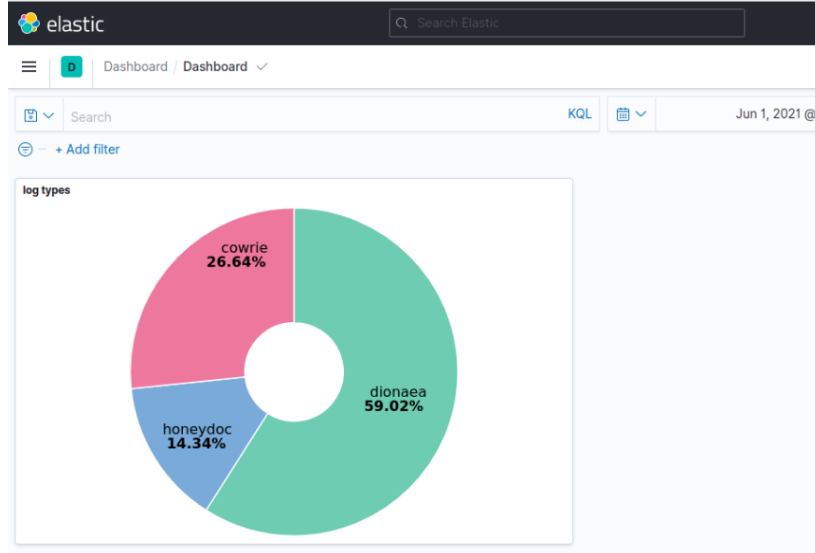 elastic
Search Elastic
D
Dashboard / Dashboard
Search
KQL
Jun 1, 2021 @
+ Add filter
log types
cowrie
26.64%
dionaea
59.02%
honeydoc
14.34%